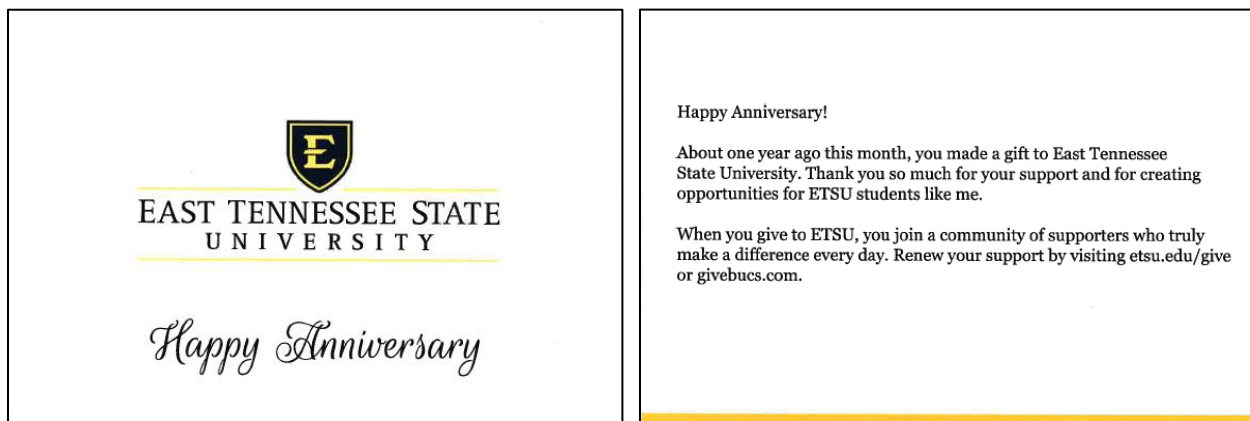 E
EAST TENNESSEE STATE
UNIVERSITY
Happy Anniversary
Happy Anniversary!
About one year ago this month, you made a gift to East Tennessee
State University. Thank you so much for your support and for creating
opportunities for ETSU students like me.
When you give to ETSU, you join a community of supporters who truly
make a difference every day. Renew your support by visiting etsu.edu/give
or givebucs.com.